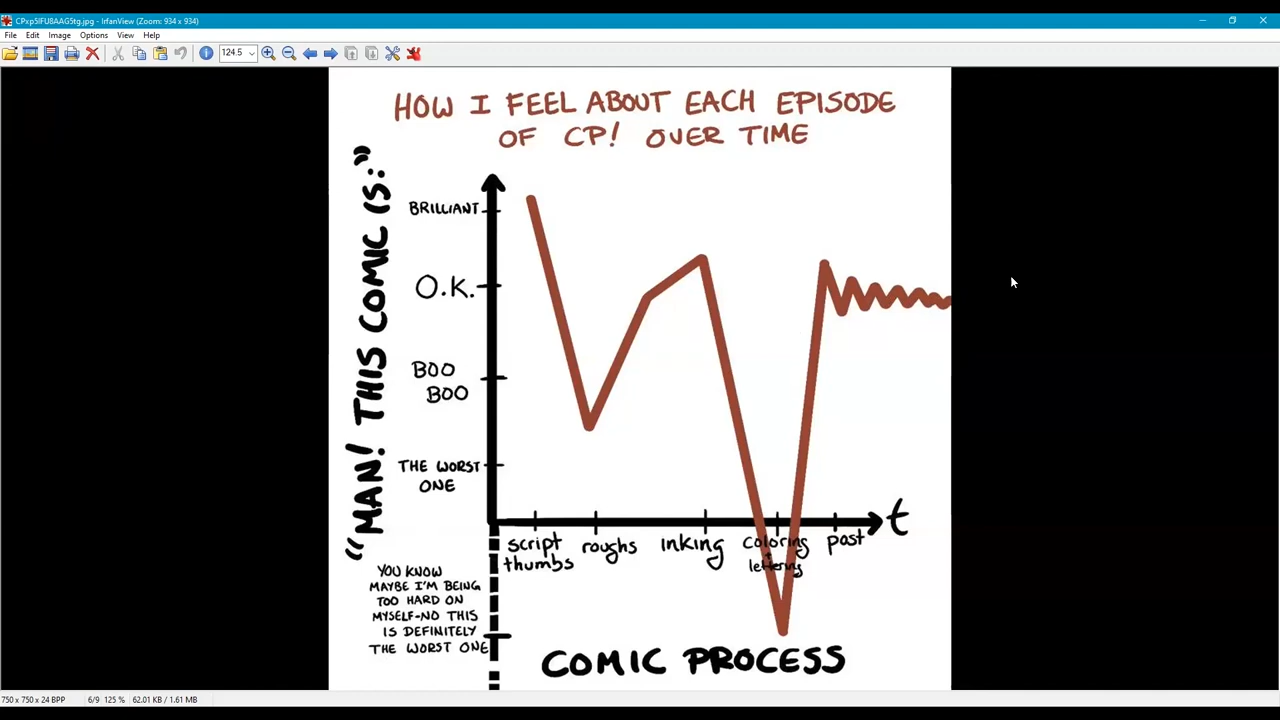 CPxp5IFU8AAG5tg.jpg - IrfanView (Zoom: 934 x 934)
File Edit Image Options View Help
124.5
HOW I FEEL ABOUT EACH EPISODE
OF CP! OVER TIME
"MAN! THIS COMIC IS:"
BRILLIANT
O.K.
BOO
BOO
THE WORST
ONE
YOU KNOW
MAYBE I'M BEING
TOO HARD ON
MYSELF-NO THIS
IS DEFINITELY
THE WORST ONE
t
script
thumbs
roughs
inking
coloring
+
lettering
post
COMIC PROCESS
750 x 750 x 24 BPP 6/9 125 % 62.01 KB / 1.61 MB